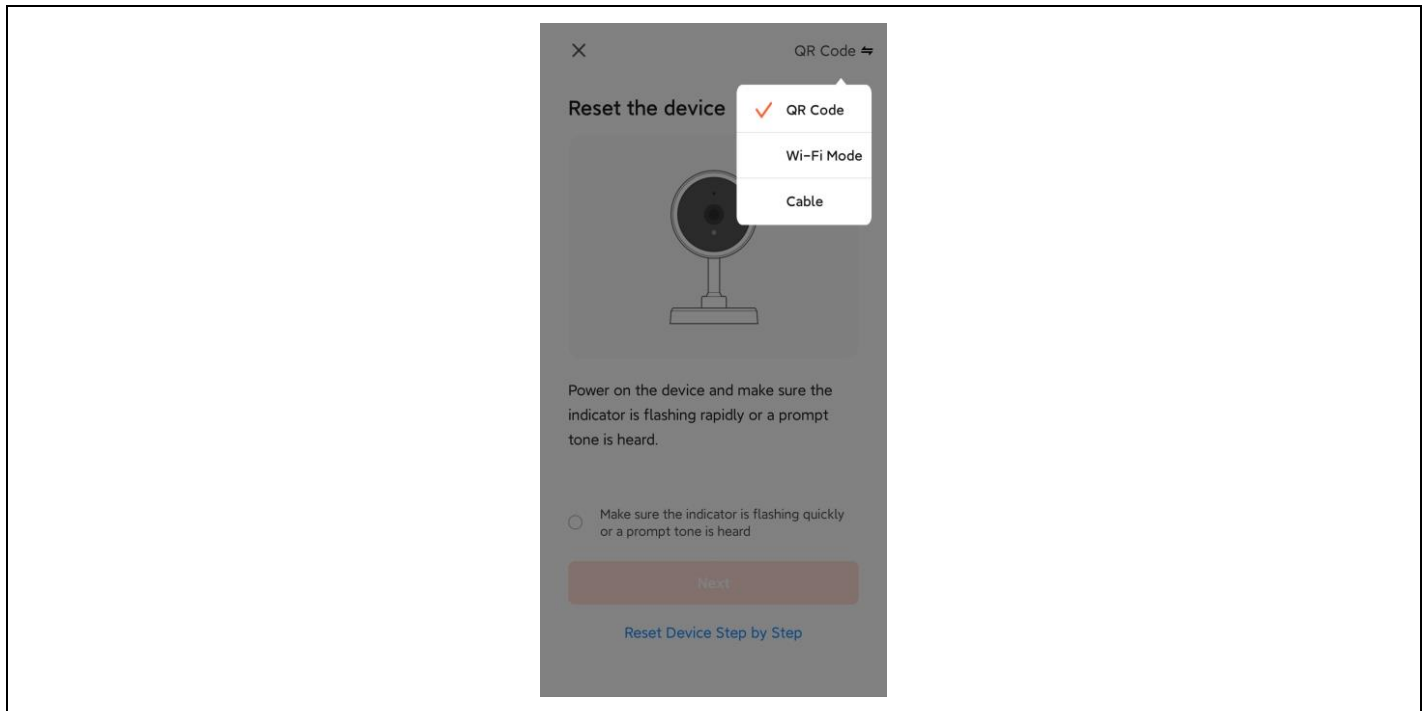 QR Code
Reset the device
QR Code
Wi-Fi Mode
Cable
Power on the device and make sure the
indicator is flashing rapidly or a prompt
tone is heard.
Make sure the indicator is flashing quickly
or a prompt tone is heard
Next
Reset Device Step by Step